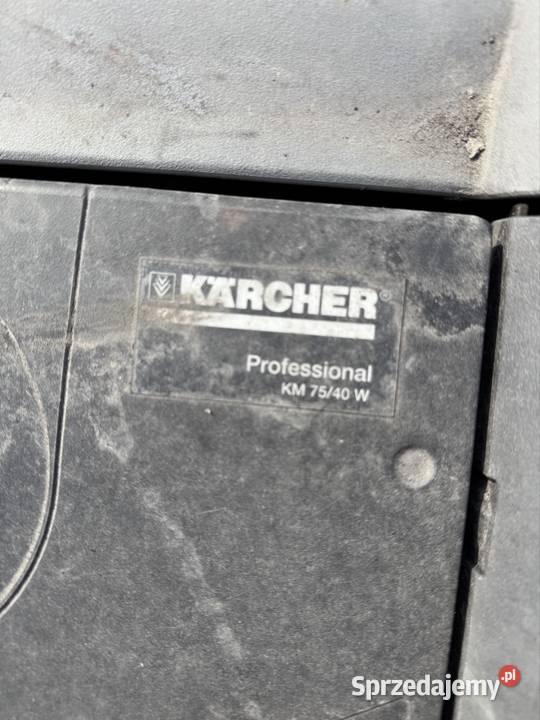 KÄRCHER®
Professional
KM 75/40 W
Sprzedajemy.pl